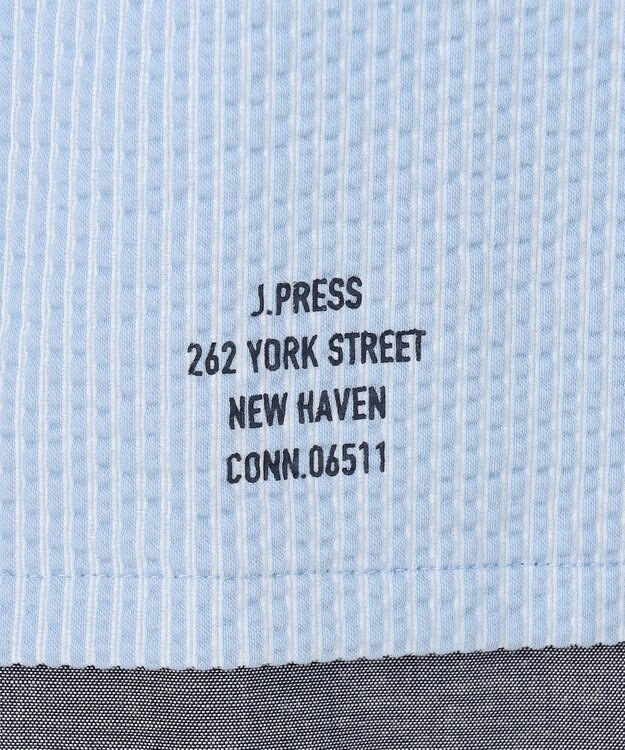 J.PRESS
262 YORK STREET
NEW HAVEN
CONN.06511